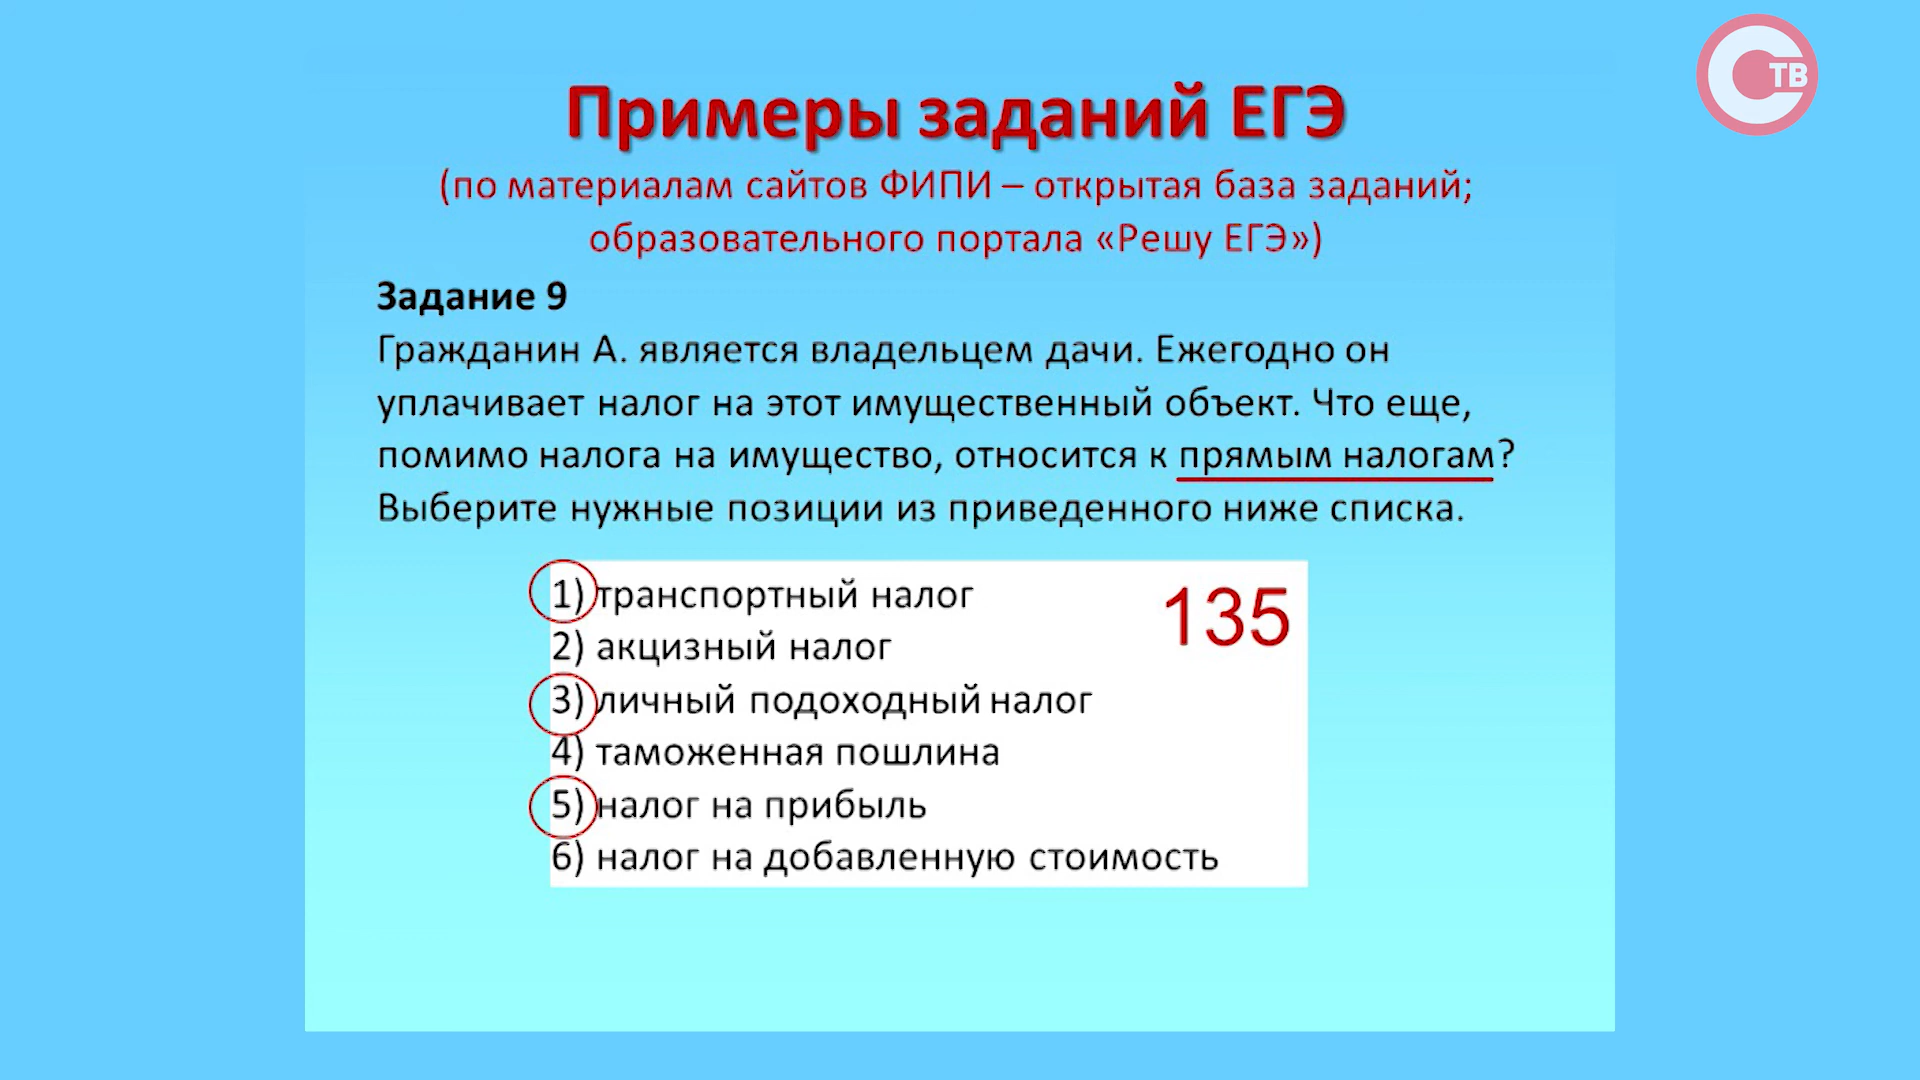 ТВ
Примеры заданий ЕГЭ
(по материалам сайтов ФИПИ – открытая база заданий;
образовательного портала «Решу ЕГЭ»)
Задание 9
Гражданин А. является владельцем дачи. Ежегодно он
уплачивает налог на этот имущественный объект. Что еще,
помимо налога на имущество, относится к прямым налогам?
Выберите нужные позиции из приведенного ниже списка.
1) транспортный налог
135
2) акцизный налог
3) личный подоходный налог
4) таможенная пошлина
5) налог на прибыль
6) налог на добавленную стоимость